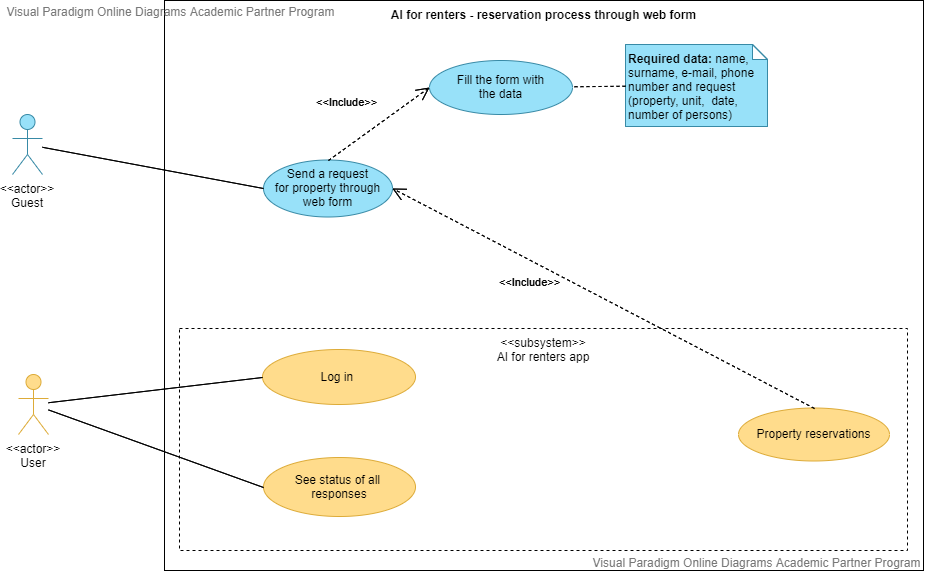 Visual Paradigm Online Diagrams Academic Partner Program
AI for renters - reservation process through web form
Fill the form with
the data
Required data: name,
surname, e-mail, phone
number and request
(property, unit,  date,
number of persons)
<<Include>>
<<actor>>
Guest
Send a request
for property through
web form
<<Include>>
<<subsystem>>
AI for renters app
Log in
Property reservations
<<actor>>
User
See status of all
responses
Visual Paradigm Online Diagrams Academic Partner Program